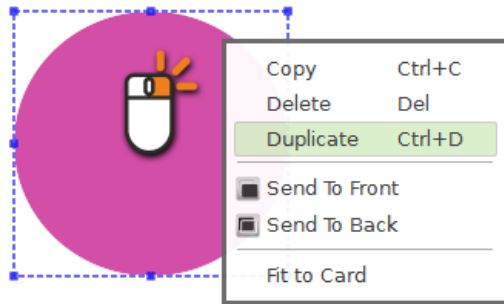 Copy Ctrl+C
Delete Del
Duplicate Ctrl+D
Send To Front
Send To Back
Fit to Card